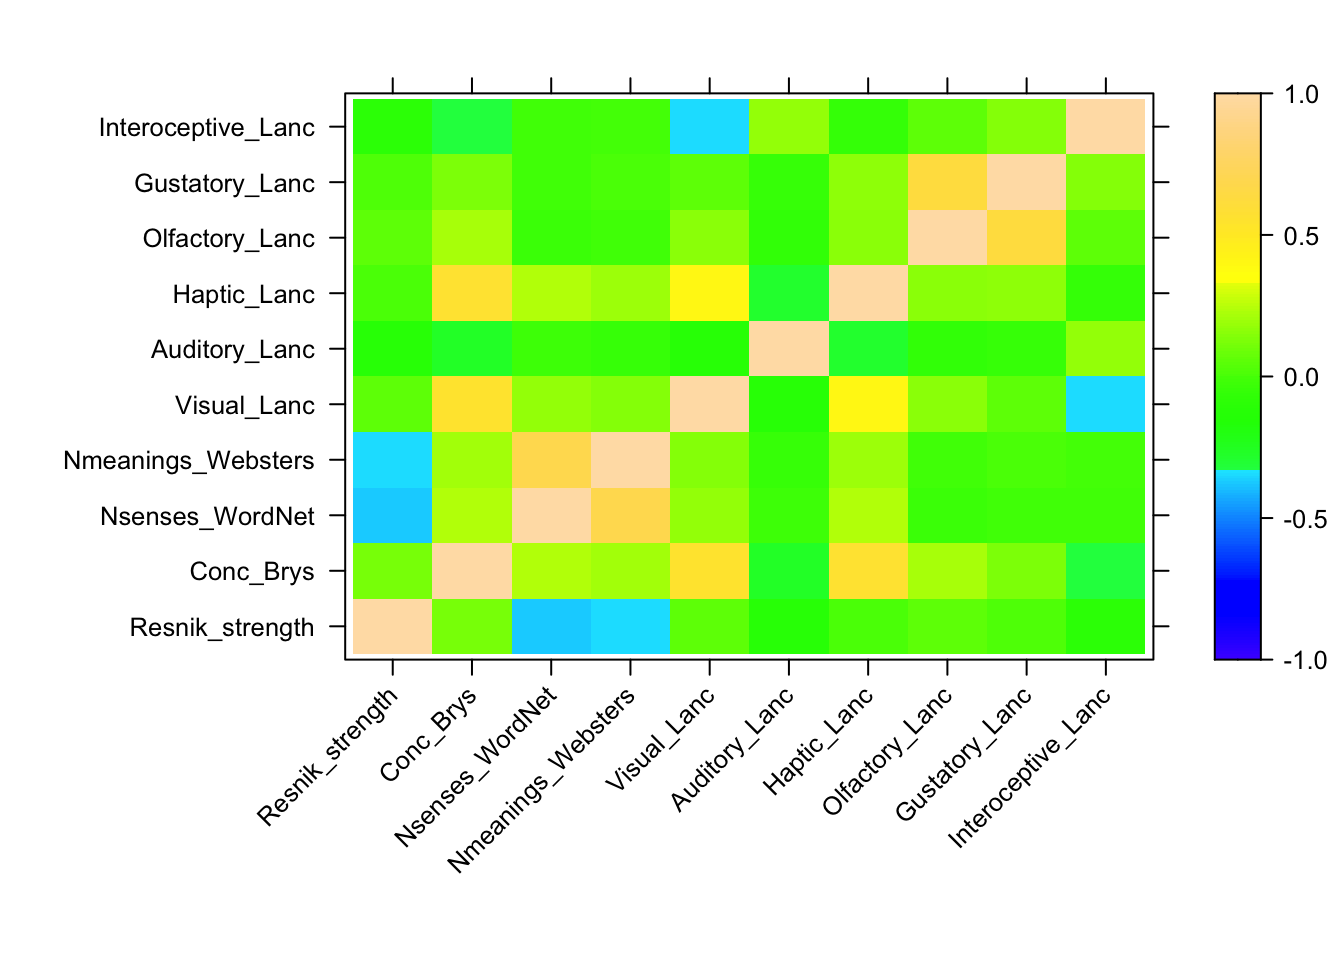 Interoceptive_Lanc
Gustatory_Lanc
Olfactory_Lanc
Haptic_Lanc
Auditory_Lanc
Visual_Lanc
Nmeanings_Websters
Nsenses_WordNet
Conc_Brys
Resnik_strength
Resnik_strength
Conc_Brys
Nsenses_WordNet
Nmeanings_Websters
Visual_Lanc
Auditory_Lanc
Haptic_Lanc
Olfactory_Lanc
Gustatory_Lanc
Interoceptive_Lanc
1.0
0.5
0.0
-0.5
-1.0